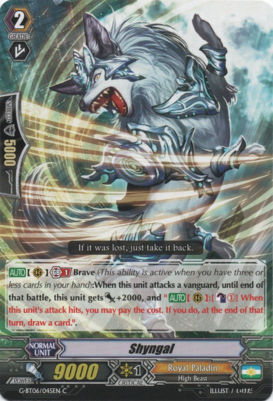 2
GRADE
5000
If it was lost, just take it back.
AUTO [ ] 1 Brave (This ability is active when you have three or
less cards in your hand):When this unit attacks a vanguard, until end
of that battle, this unit gets +2000, and "AUTO [ ]:[ 1] When
this unit's attack hits, you may pay the cost. If you do, at the end of that
turn, draw a card.".
NORMAL
UNIT
Shyngal
POWER
9000
1
CRITICAL
Royal Paladin
High Beast
G-BT06/045EN C
ILLUST /